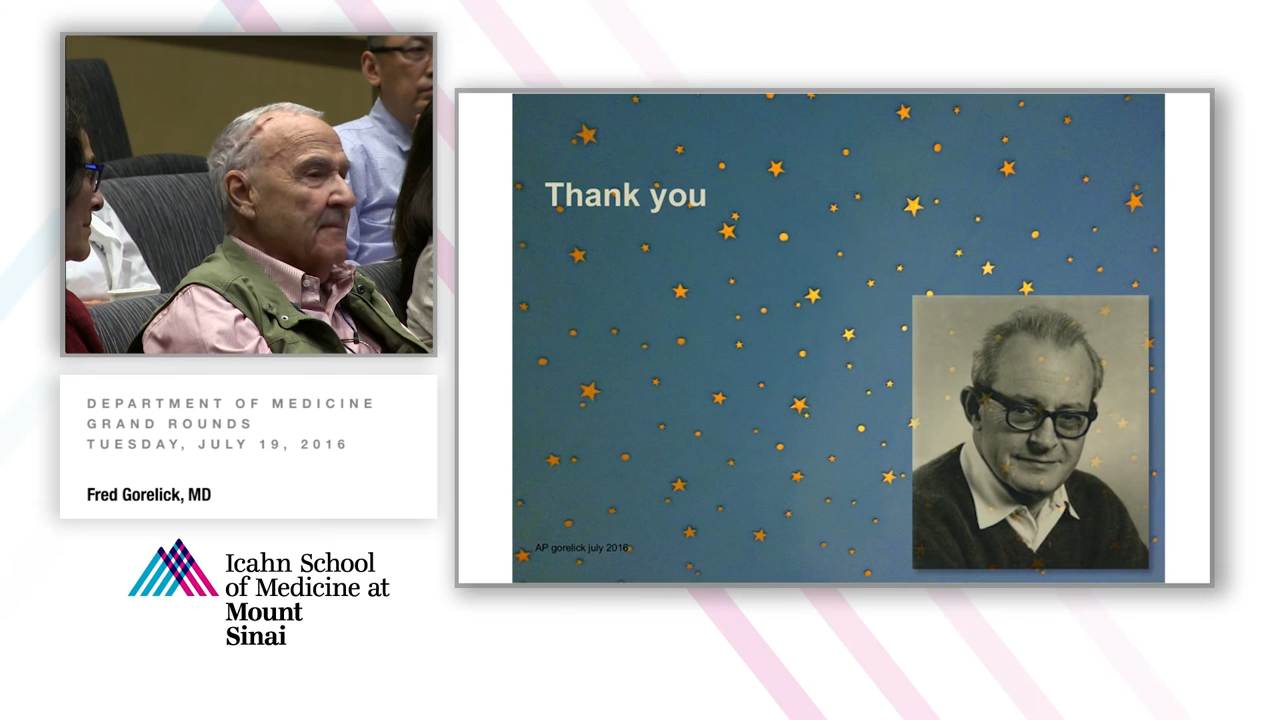 DEPARTMENT OF MEDICINE
GRAND ROUNDS
TUESDAY, JULY 19, 2016
Fred Gorelick, MD
Icahn School
of Medicine at
Mount
Sinai
Thank you
AP gorelick july 2016